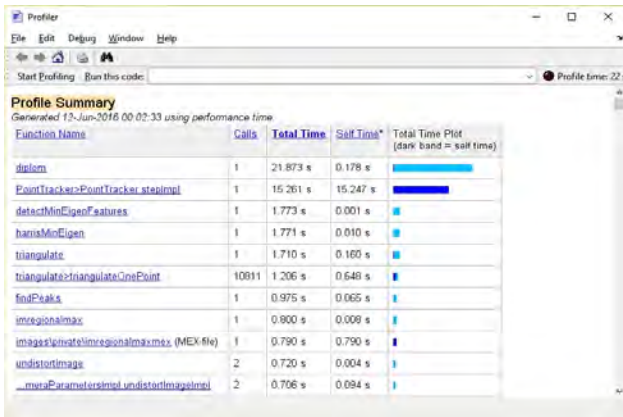 Profiler
File Edit Debug Window Help
Start Profiling Run this code:
Profile time: 22
Profile Summary
Generated 12-Jun-2016 00:02:33 using performance time.
Function Name Calls Total Time Self Time* Total Time Plot
(dark band = self time)
diplom 1 21.873 s 0.178 s
PointTracker>PointTracker.stepImpl 1 15.261 s 15.247 s
detectMinEigenFeatures 1 1.773 s 0.001 s
harrisMinEigen 1 1.771 s 0.010 s
triangulate 1 1.710 s 0.160 s
triangulate>triangulateOnePoint 10811 1.206 s 0.648 s
findPeaks 1 0.975 s 0.065 s
imregionalmax 1 0.800 s 0.008 s
images\private\imregionalmaxmex (MEX-file) 1 0.790 s 0.790 s
undistortImage 2 0.720 s 0.004 s
...meraParametersImpl.undistortImageImpl 2 0.706 s 0.094 s